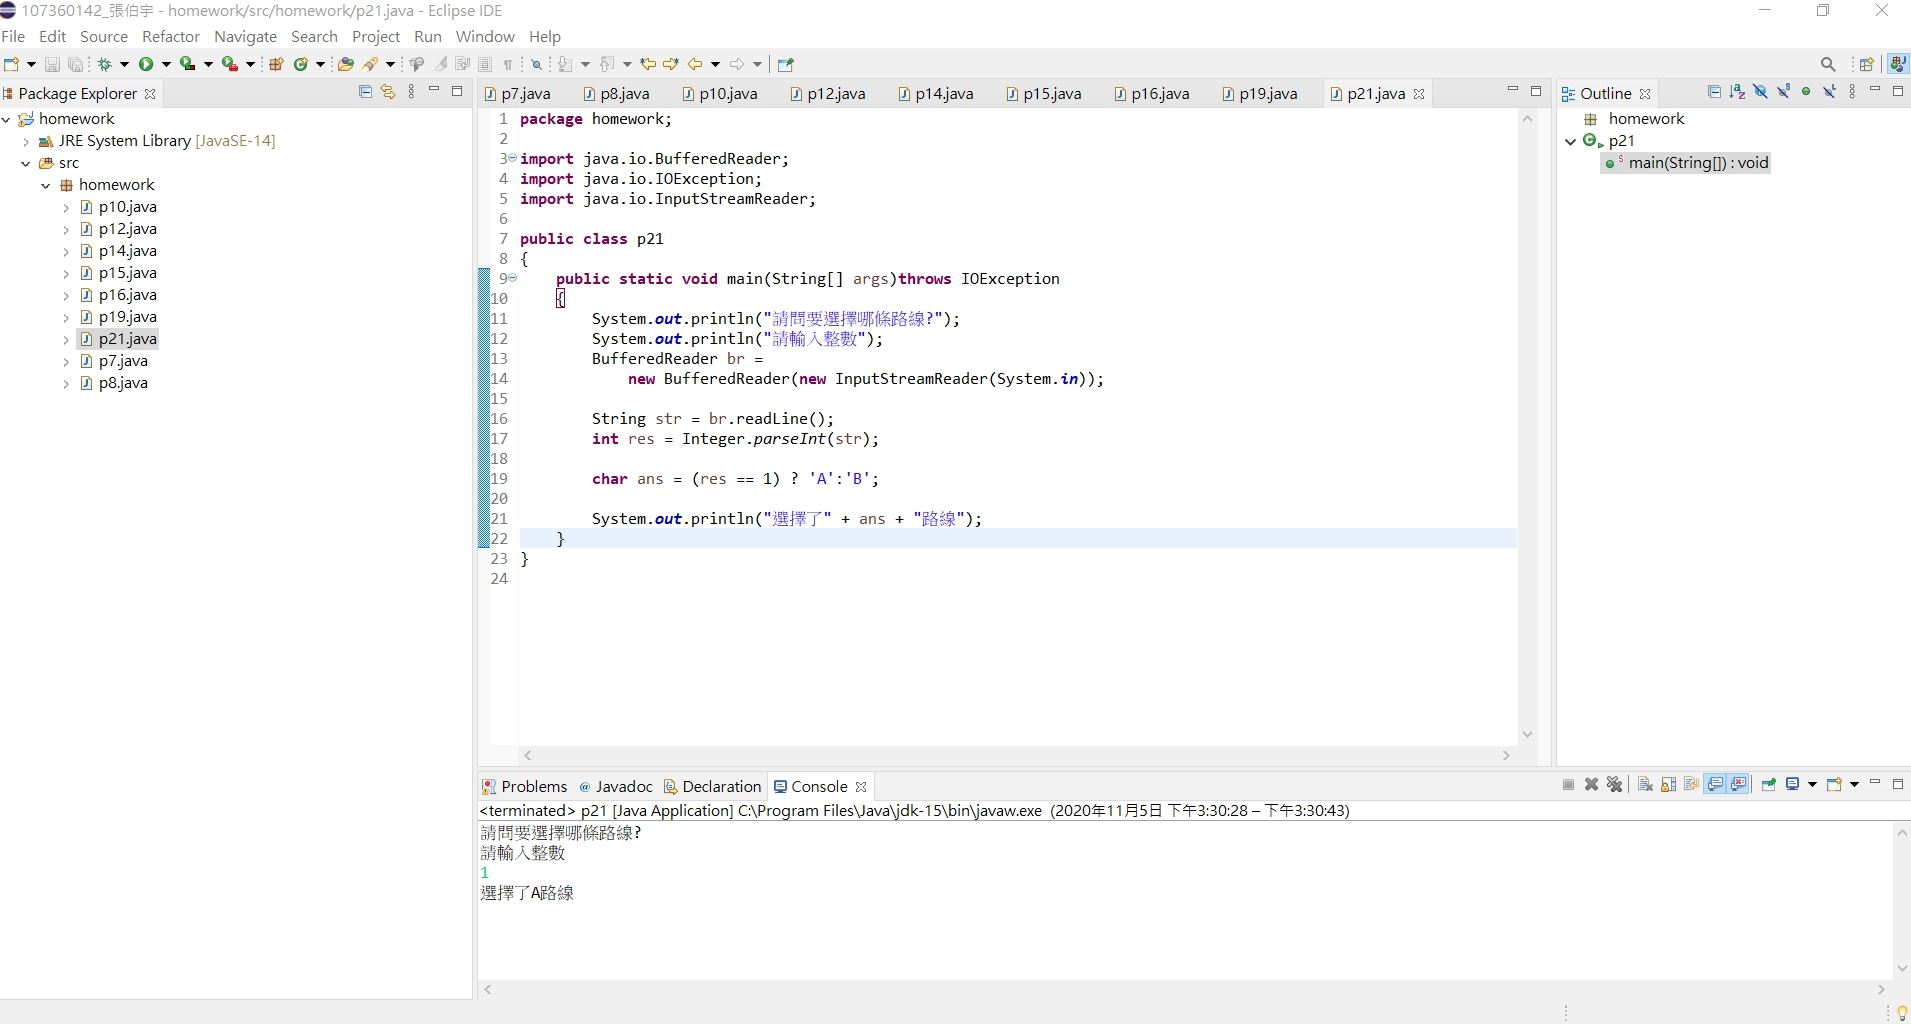 107360142_張伯宇 - homework/src/homework/p21.java - Eclipse IDE
File Edit Source Refactor Navigate Search Project Run Window Help
Package Explorer
homework
JRE System Library [JavaSE-14]
src
homework
p10.java
p12.java
p14.java
p15.java
p16.java
p19.java
p21.java
p7.java
p8.java
p7.java p8.java p10.java p12.java p14.java p15.java p16.java p19.java p21.java
1 package homework;
2
3 import java.io.BufferedReader;
4 import java.io.IOException;
5 import java.io.InputStreamReader;
6
7 public class p21
8 {
9 public static void main(String[] args)throws IOException
10 {
11 System.out.println("請問要選擇哪條路線?");
12 System.out.println("請輸入整數");
13 BufferedReader br =
14 new BufferedReader(new InputStreamReader(System.in));
15
16 String str = br.readLine();
17 int res = Integer.parseInt(str);
18
19 char ans = (res == 1) ? 'A':'B';
20
21 System.out.println("選擇了" + ans + "路線");
22 }
23 }
24
Outline
homework
p21
main(String[]) : void
Problems @ Javadoc Declaration Console
<terminated> p21 [Java Application] C:\Program Files\Java\jdk-15\bin\javaw.exe (2020年11月5日 下午3:30:28 – 下午3:30:43)
請問要選擇哪條路線?
請輸入整數
1
選擇了A路線